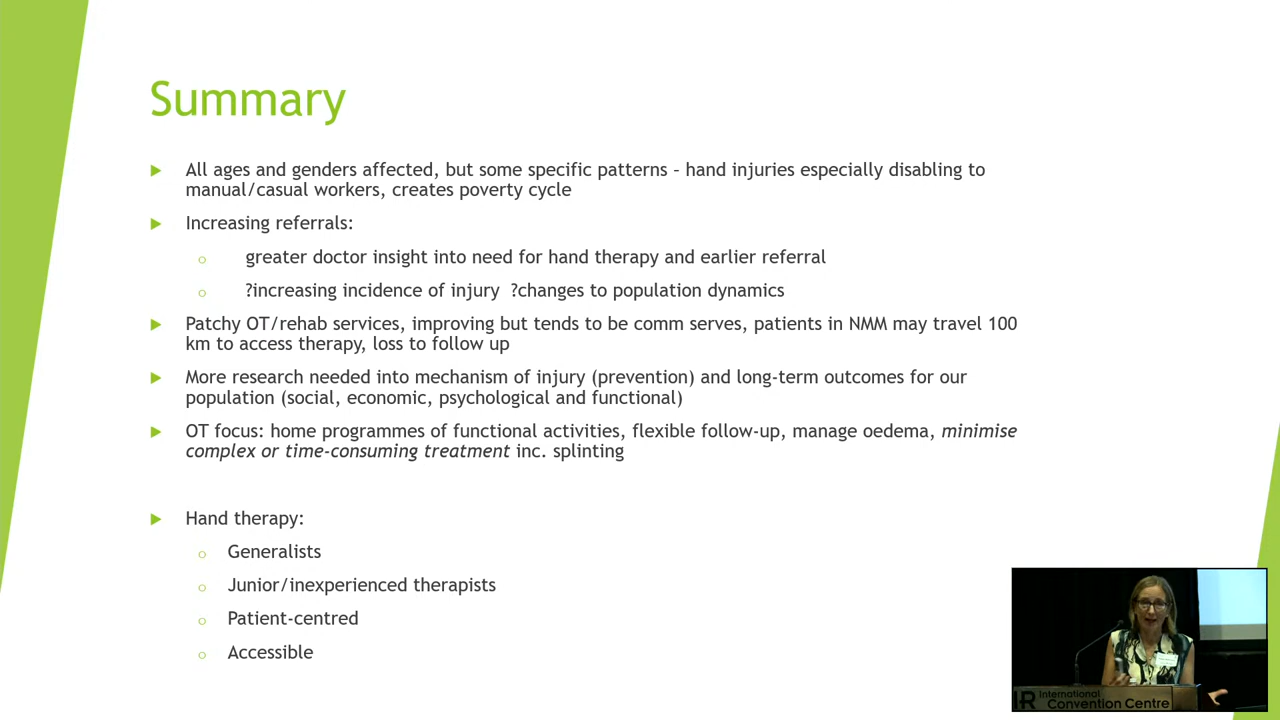 Summary
All ages and genders affected, but some specific patterns – hand injuries especially disabling to
manual/casual workers, creates poverty cycle
Increasing referrals:
greater doctor insight into need for hand therapy and earlier referral
?increasing incidence of injury ?changes to population dynamics
Patchy OT/rehab services, improving but tends to be comm serves, patients in NMM may travel 100
km to access therapy, loss to follow up
More research needed into mechanism of injury (prevention) and long-term outcomes for our
population (social, economic, psychological and functional)
OT focus: home programmes of functional activities, flexible follow-up, manage oedema, minimise
complex or time-consuming treatment inc. splinting
Hand therapy:
Generalists
Junior/inexperienced therapists
Patient-centred
Accessible
International
Convention Centre